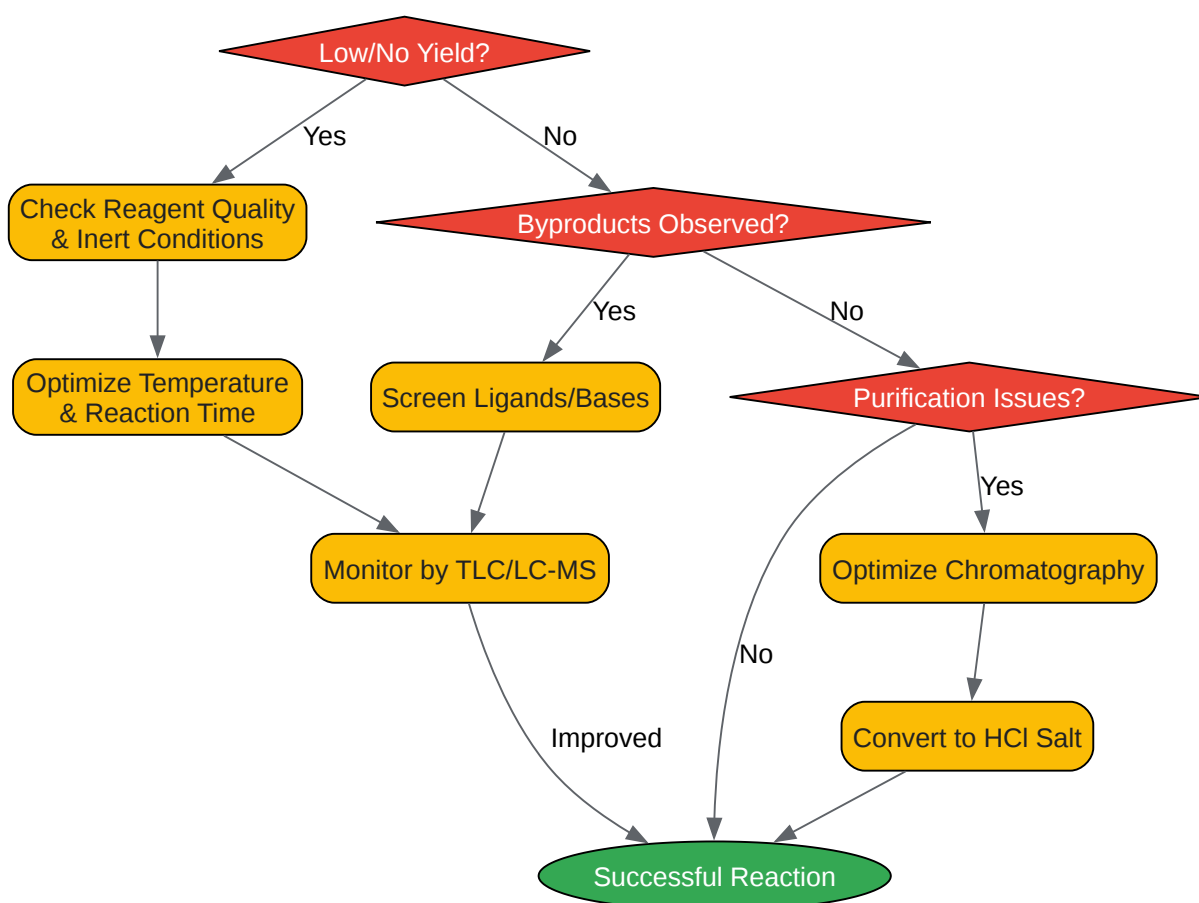 Low/No Yield?
Yes
No
Check Reagent Quality
& Inert Conditions
Byproducts Observed?
Yes
No
Optimize Temperature
& Reaction Time
Screen Ligands/Bases
Purification Issues?
Yes
Monitor by TLC/LC-MS
Optimize Chromatography
No
Improved
Convert to HCl Salt
Successful Reaction